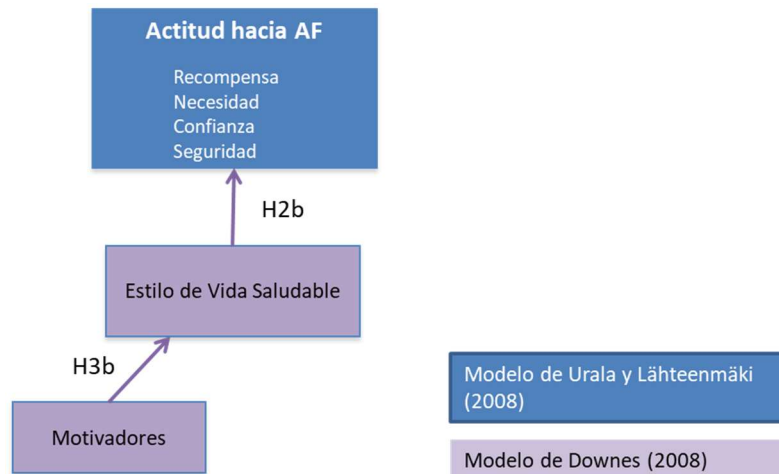 Actitud hacia AF
Recompensa
Necesidad
Confianza
Seguridad
H2b
Estilo de Vida Saludable
H3b
Motivadores
Modelo de Urala y Lähteenmäki
(2008)
Modelo de Downes (2008)